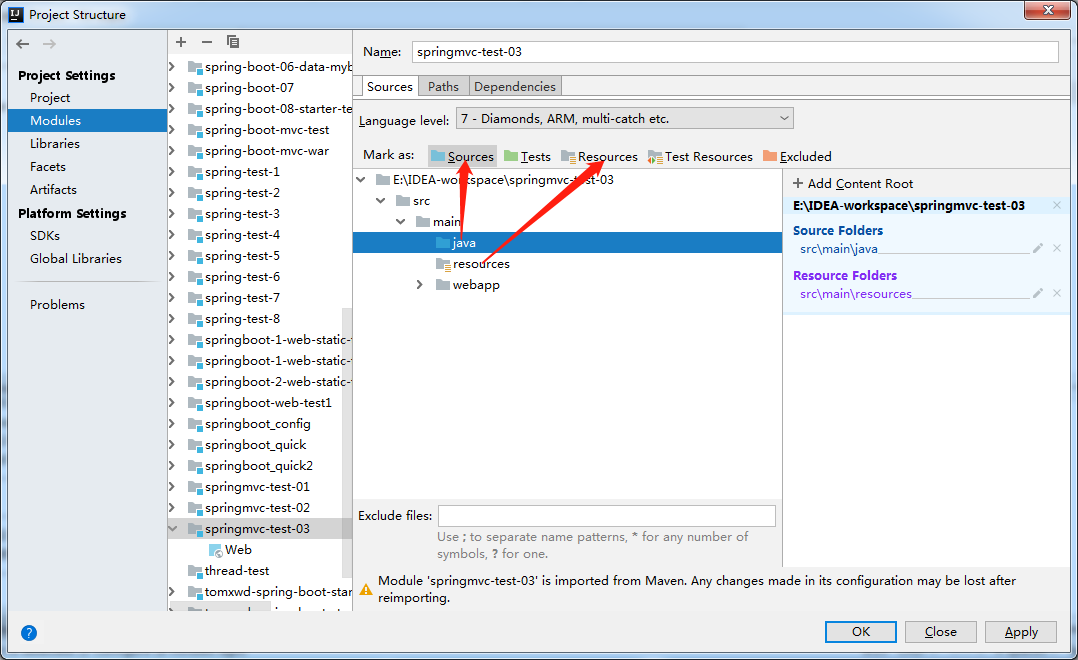 Project Structure
Project Settings
Project
Modules
Libraries
Facets
Artifacts
Platform Settings
SDKs
Global Libraries
Problems
spring-boot-06-data-myb
spring-boot-07
spring-boot-08-starter-te
spring-boot-mvc-test
spring-boot-mvc-war
spring-test-1
spring-test-2
spring-test-3
spring-test-4
spring-test-5
spring-test-6
spring-test-7
spring-test-8
springboot-1-web-static-
springboot-1-web-static-
springboot-2-web-static-
springboot-web-test1
springboot_config
springboot_quick
springboot_quick2
springmvc-test-01
springmvc-test-02
springmvc-test-03
Web
thread-test
tomxwd-spring-boot-star
Name: springmvc-test-03
Sources Paths Dependencies
Language level: 7 - Diamonds, ARM, multi-catch etc.
Mark as: Sources Tests Resources Test Resources Excluded
E:\IDEA-workspace\springmvc-test-03
src
main
java
resources
webapp
+ Add Content Root
E:\IDEA-workspace\springmvc-test-03
Source Folders
src\main\java
Resource Folders
src\main\resources
Exclude files:
Use ; to separate name patterns, * for any number of
symbols, ? for one.
Module 'springmvc-test-03' is imported from Maven. Any changes made in its configuration may be lost after
reimporting.
OK Close Apply